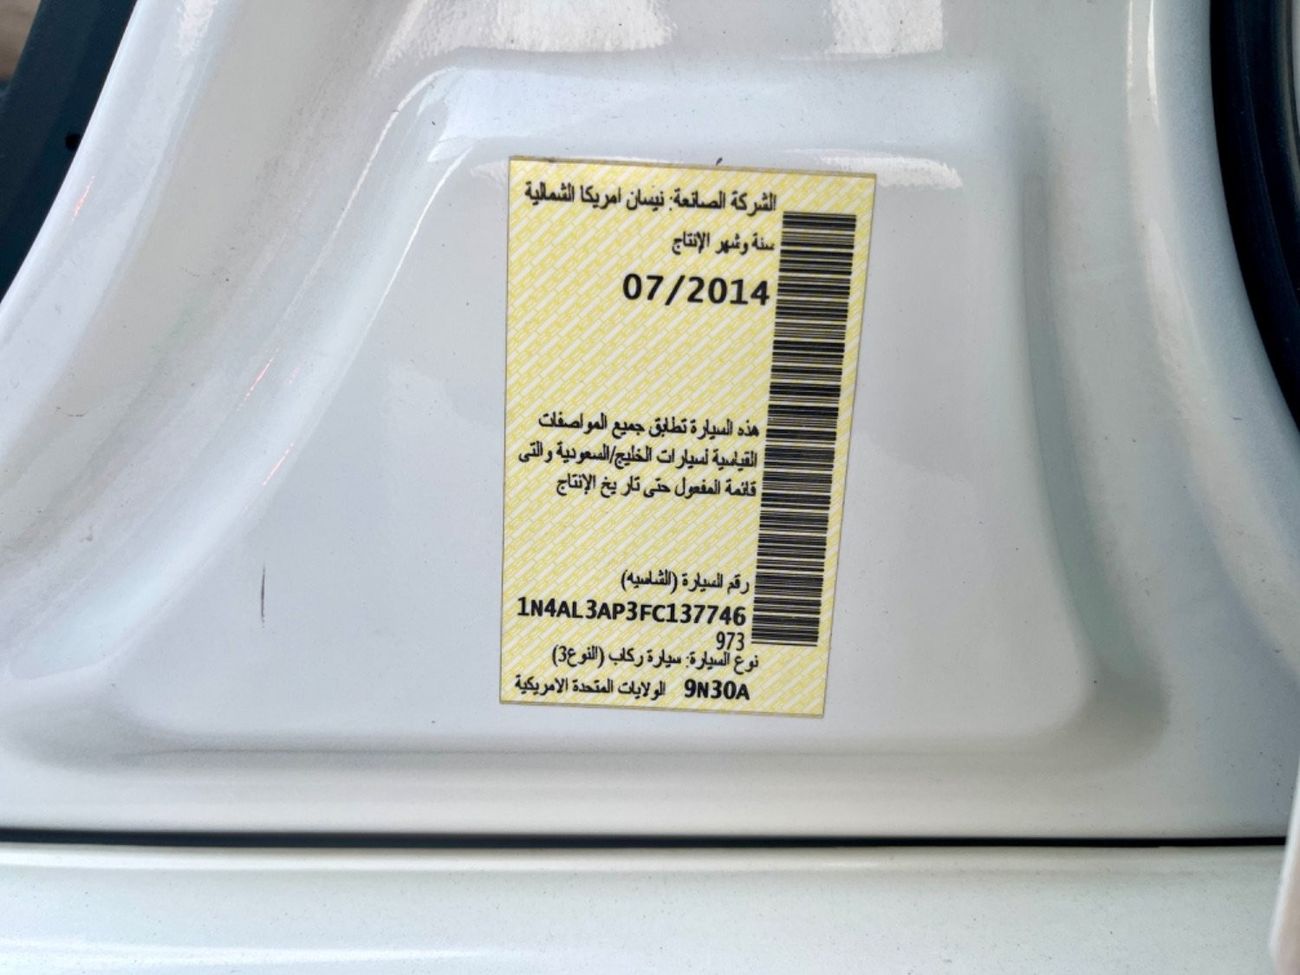 الشركة الصانعة: نيسان امريكا الشمالية
سنة وشهر الإنتاج
07/2014
هذه السيارة تطابق جميع المواصفات
القياسية لسيارات الخليج/السعودية والتى
قائمة المفعول حتى تاريخ الإنتاج
رقم السيارة (الشاسيه)
1N4AL3AP3FC137746
973
نوع السيارة: سيارة ركاب (النوع3)
9N30A الولايات المتحدة الامريكية